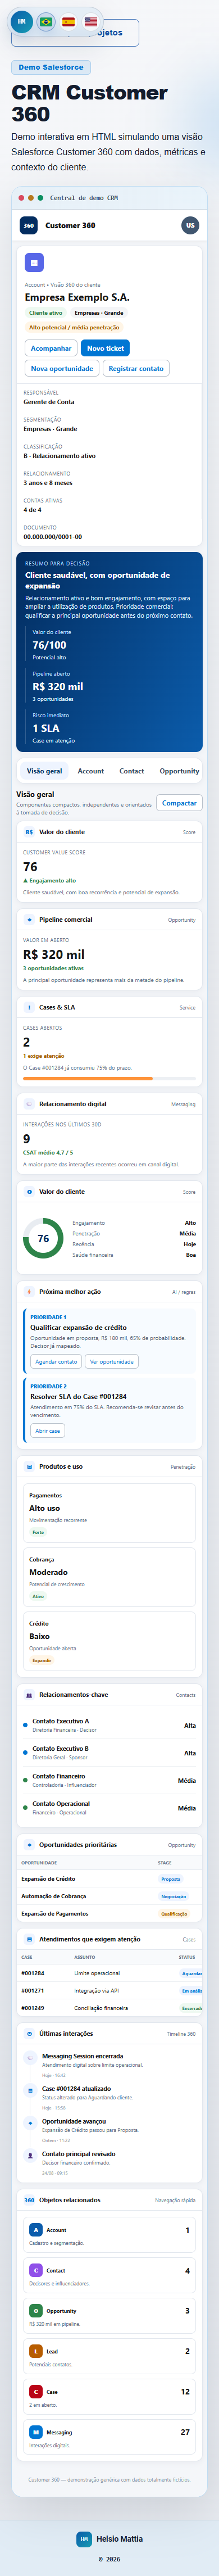 HM
ojetos
Demo Salesforce
CRM Customer
360
Demo interativa em HTML simulando uma visão
Salesforce Customer 360 com dados, métricas e
contexto do cliente.
Central de demo CRM
360 Customer 360 US
Account • Visão 360 do cliente
Empresa Exemplo S.A.
Cliente ativo Empresas · Grande
Alto potencial / média penetração
Acompanhar Novo ticket
Nova oportunidade Registrar contato
RESPONSÁVEL
Gerente de Conta
SEGMENTAÇÃO
Empresas · Grande
CLASSIFICAÇÃO
B · Relacionamento ativo
RELACIONAMENTO
3 anos e 8 meses
CONTAS ATIVAS
4 de 4
DOCUMENTO
00.000.000/0001-00
RESUMO PARA DECISÃO
Cliente saudável, com oportunidade de
expansão
Relacionamento ativo e bom engajamento, com espaço para
ampliar a utilização de produtos. Prioridade comercial:
qualificar a principal oportunidade antes do próximo contato.
Valor do cliente
76/100
Potencial alto
Pipeline aberto
R$ 320 mil
3 oportunidades
Risco imediato
1 SLA
Case em atenção
Visão geral Account Contact Opportunity
Visão geral
Componentes compactos, independentes e orientados
à tomada de decisão.
Compactar
R$ Valor do cliente Score
CUSTOMER VALUE SCORE
76
▲ Engajamento alto
Cliente saudável, com boa recorrência e potencial de expansão.
Pipeline comercial Opportunity
VALOR EM ABERTO
R$ 320 mil
3 oportunidades ativas
A principal oportunidade representa mais da metade do pipeline.
! Cases & SLA Service
CASES ABERTOS
2
1 exige atenção
O Case #001284 já consumiu 75% do prazo.
Relacionamento digital Messaging
INTERAÇÕES NOS ÚLTIMOS 30D
9
CSAT médio 4,7 / 5
A maior parte das interações recentes ocorreu em canal digital.
Valor do cliente Score
76
Engajamento Alto
Penetração Média
Recência Hoje
Saúde financeira Boa
Próxima melhor ação AI / regras
PRIORIDADE 1
Qualificar expansão de crédito
Oportunidade em proposta, R$ 180 mil, 65% de probabilidade.
Decisor já mapeado.
Agendar contato Ver oportunidade
PRIORIDADE 2
Resolver SLA do Case #001284
Atendimento em 75% do SLA. Recomenda-se revisar antes do
vencimento.
Abrir case
Produtos e uso Penetração
Pagamentos
Alto uso
Movimentação recorrente
Forte
Cobrança
Moderado
Potencial de crescimento
Ativo
Crédito
Baixo
Oportunidade aberta
Expandir
Relacionamentos-chave Contacts
Contato Executivo A
Diretoria Financeira · Decisor
Alta
Contato Executivo B
Diretoria Geral · Sponsor
Alta
Contato Financeiro
Controladoria · Influenciador
Média
Contato Operacional
Financeiro · Operacional
Média
Oportunidades prioritárias Opportunity
OPORTUNIDADE STAGE
Expansão de Crédito Proposta
Automação de Cobrança Negociação
Expansão de Pagamentos Qualificação
Atendimentos que exigem atenção Cases
CASE ASSUNTO STATUS
#001284 Limite operacional Aguardan
#001271 Integração via API Em anális
#001249 Conciliação financeira Encerrado
Últimas interações Timeline 360
Messaging Session encerrada
Atendimento digital sobre limite operacional.
Case #001284 atualizado
Status alterado para Aguardando cliente.
Oportunidade avançou
Expansão de Crédito passou para Proposta.
Contato principal revisado
Decisor financeiro confirmado.
360 Objetos relacionados Navegação rápida
A Account 1
Cadastro e segmentação.
C Contact 4
Decisores e influenciadores.
O Opportunity 3
R$ 320 mil em pipeline.
L Lead 2
Potenciais contatos.
C Case 12
2 em aberto.
M Messaging 27
Interações digitais.
Customer 360 — demonstração genérica com dados totalmente fictícios.
HM Helsio Mattia
© 2026